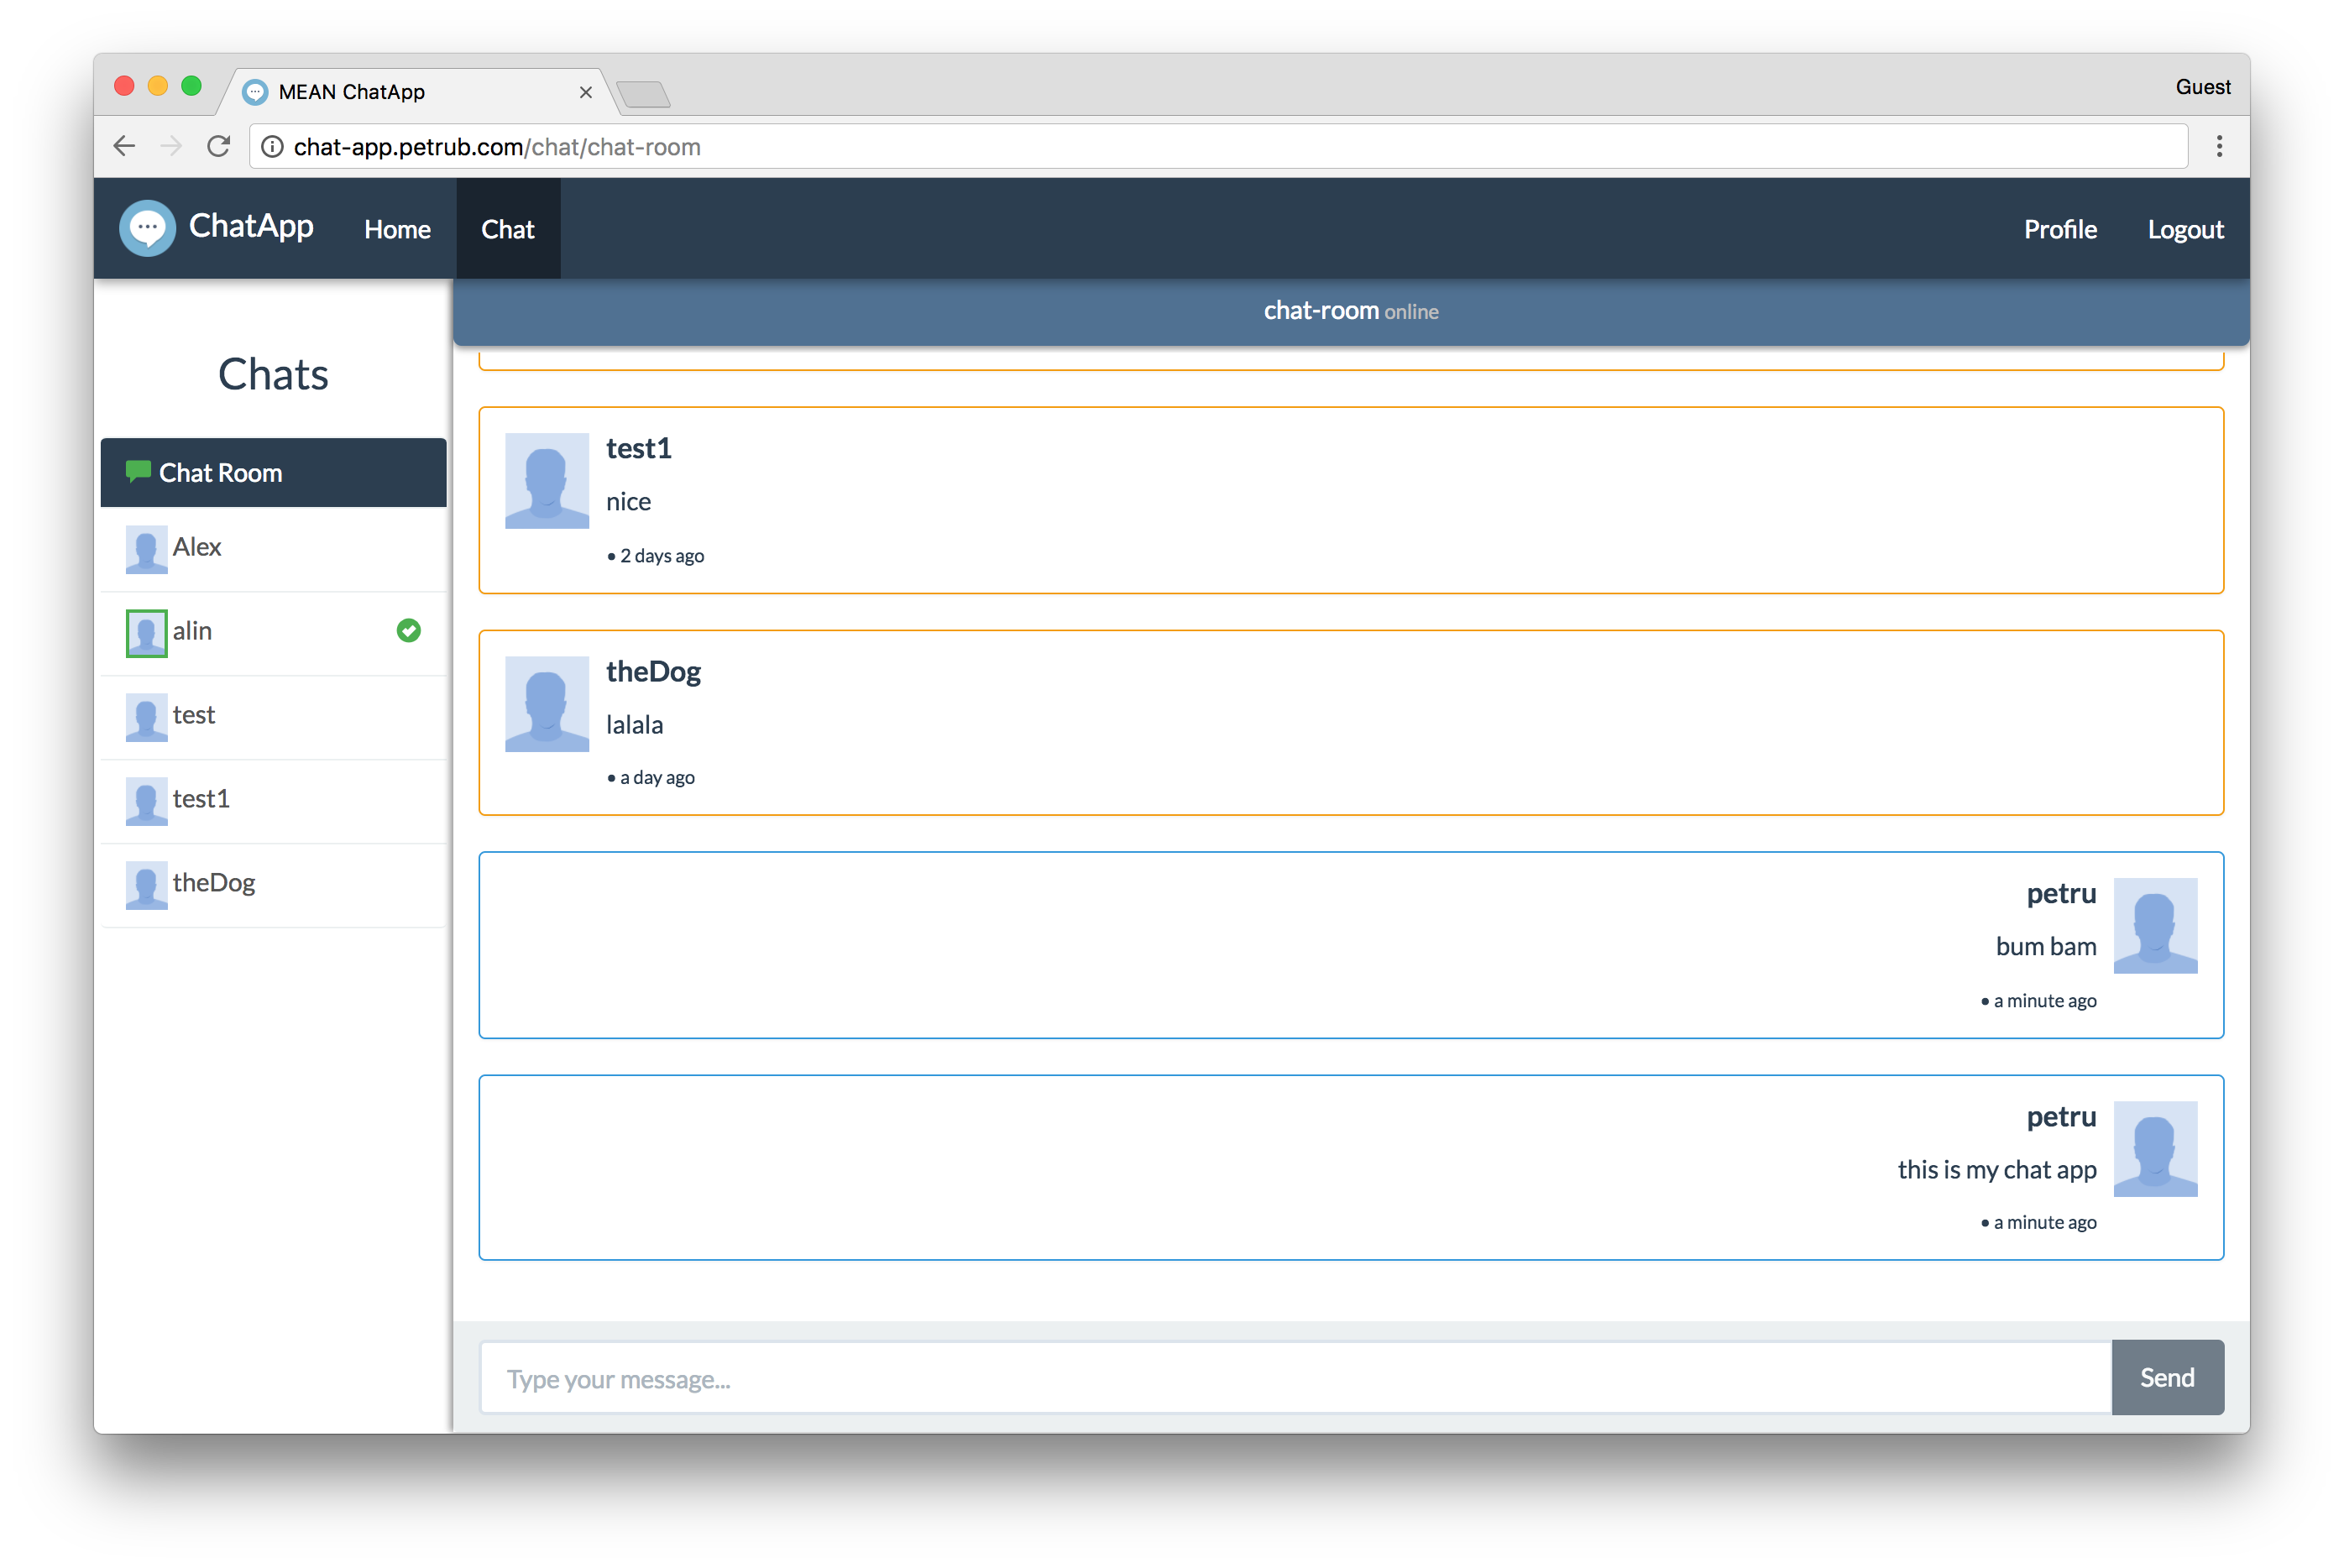 MEAN ChatApp
Guest
chat-app.petrub.com/chat/chat-room
ChatApp
Home
Chat
Profile
Logout
chat-room online
Chats
Chat Room
Alex
alin
test
test1
theDog
test1
nice
• 2 days ago
theDog
lalala
• a day ago
petru
bum bam
• a minute ago
petru
this is my chat app
• a minute ago
Type your message...
Send